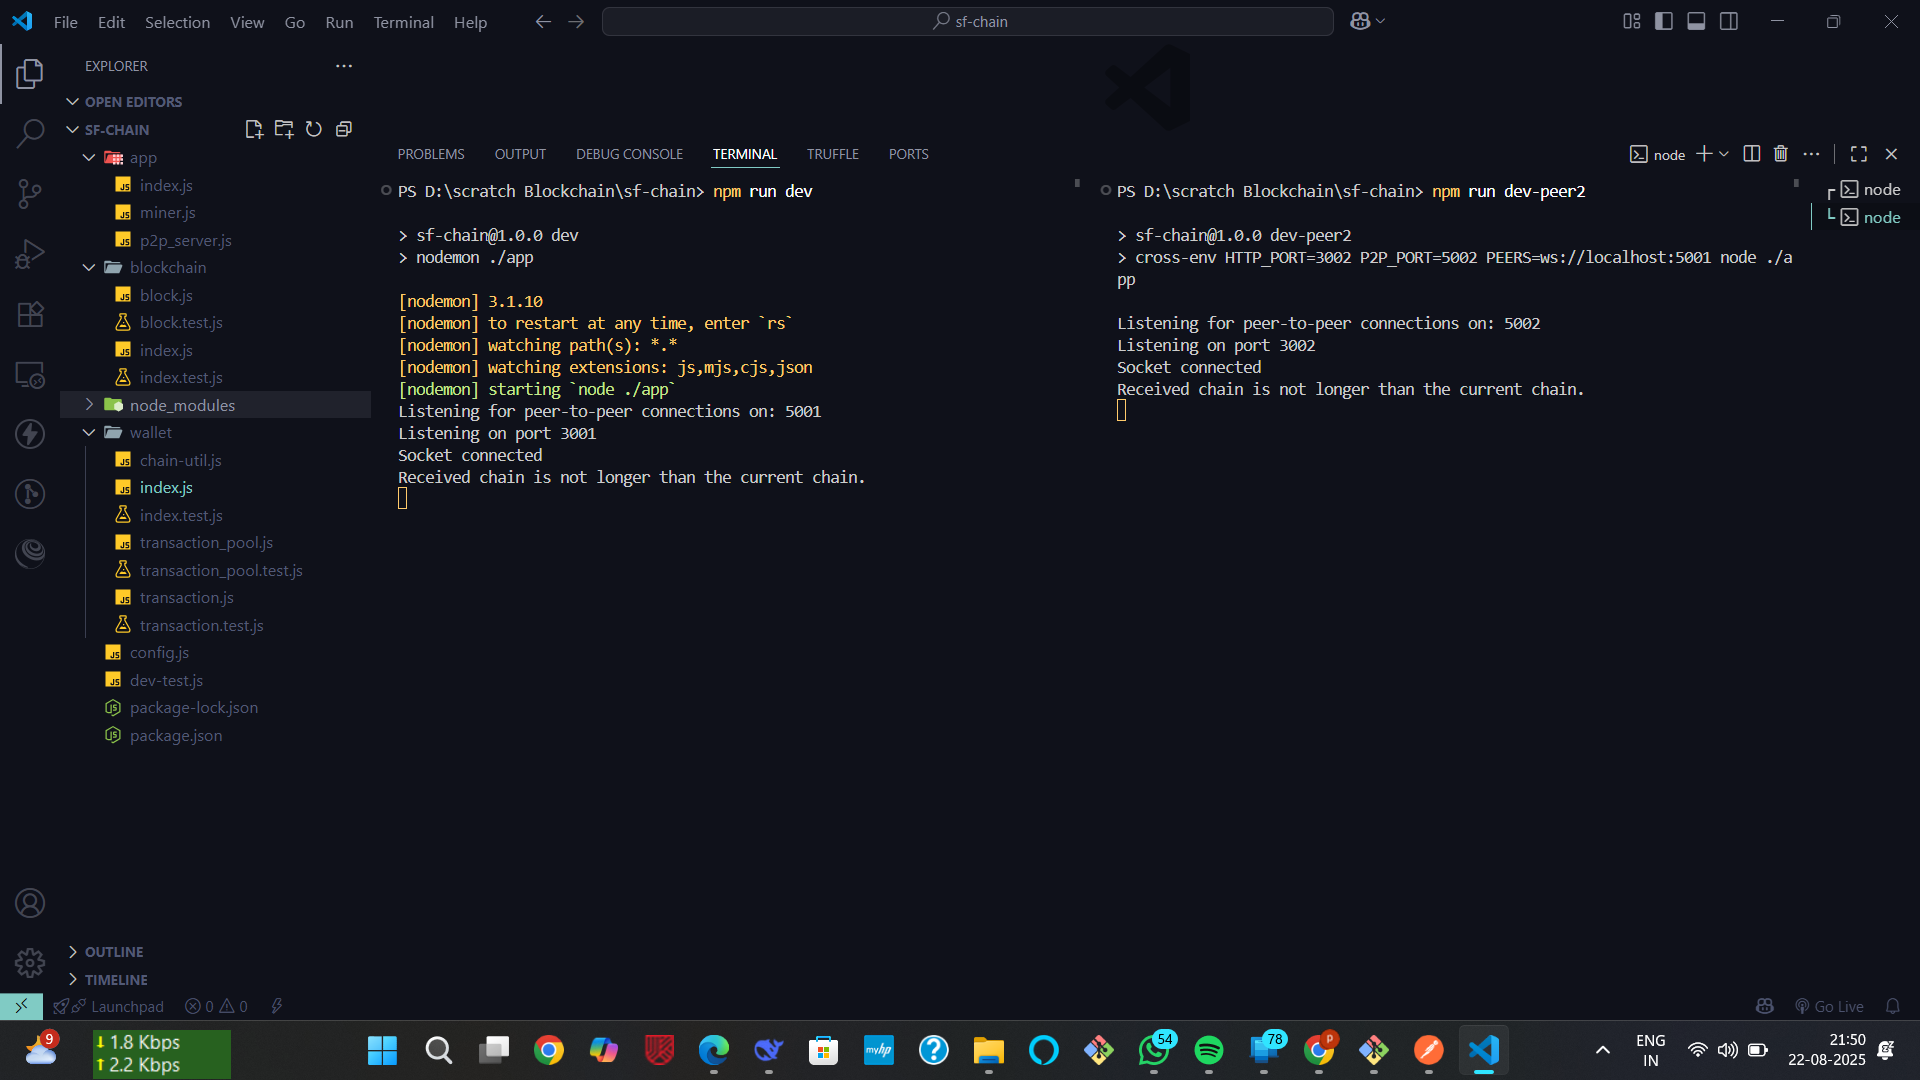 File Edit Selection View Go Run Terminal Help
sf-chain
EXPLORER
OPEN EDITORS
SF-CHAIN
app
index.js
miner.js
p2p_server.js
blockchain
block.js
block.test.js
index.js
index.test.js
node_modules
wallet
chain-util.js
index.js
index.test.js
transaction_pool.js
transaction_pool.test.js
transaction.js
transaction.test.js
config.js
dev-test.js
package-lock.json
package.json
OUTLINE
TIMELINE
PROBLEMS OUTPUT DEBUG CONSOLE TERMINAL TRUFFLE PORTS
node
PS D:\scratch Blockchain\sf-chain> npm run dev
> sf-chain@1.0.0 dev
> nodemon ./app
[nodemon] 3.1.10
[nodemon] to restart at any time, enter `rs`
[nodemon] watching path(s): *.*
[nodemon] watching extensions: js,mjs,cjs,json
[nodemon] starting `node ./app`
Listening for peer-to-peer connections on: 5001
Listening on port 3001
Socket connected
Received chain is not longer than the current chain.
PS D:\scratch Blockchain\sf-chain> npm run dev-peer2
> sf-chain@1.0.0 dev-peer2
> cross-env HTTP_PORT=3002 P2P_PORT=5002 PEERS=ws://localhost:5001 node ./a
pp
Listening for peer-to-peer connections on: 5002
Listening on port 3002
Socket connected
Received chain is not longer than the current chain.
node
node
Launchpad 0 0
Go Live
9
1.8 Kbps
2.2 Kbps
myhp
54
78
p
ENG
IN
21:50
22-08-2025